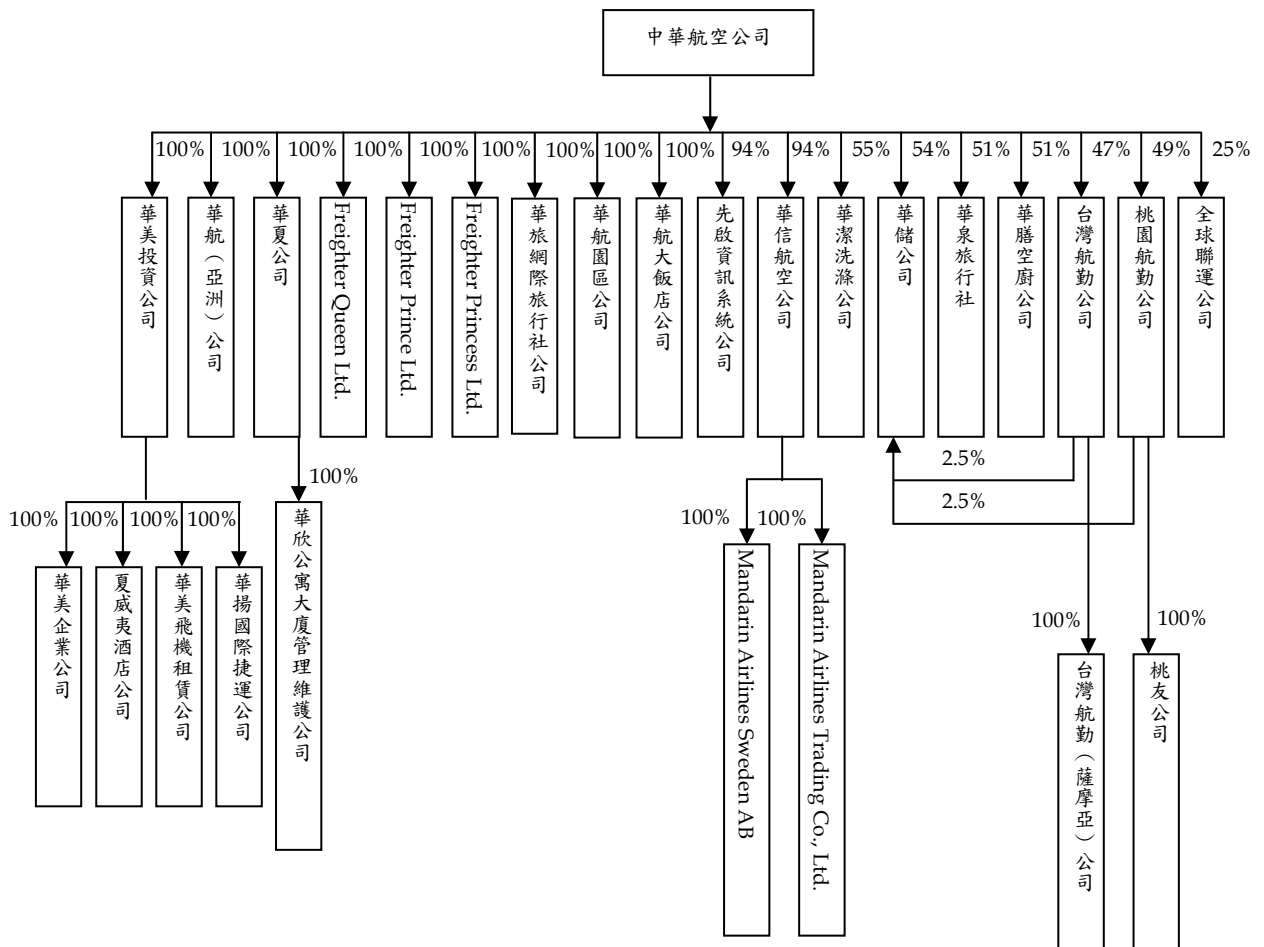 中華航空公司
100%
100%
100%
100%
100%
100%
100%
100%
100%
94%
94%
55%
54%
51%
51%
47%
49%
25%
華美投資公司
華航（亞洲）公司
華夏公司
Freighter Queen Ltd.
Freighter Prince Ltd.
Freighter Princess Ltd.
華旅網際旅行社公司
華航園區公司
華航大飯店公司
先啟資訊系統公司
華信航空公司
華潔洗滌公司
華儲公司
華泉旅行社
華膳空廚公司
台灣航勤公司
桃園航勤公司
全球聯運公司
2.5%
2.5%
100%
100%
100%
100%
100%
100%
100%
100%
100%
華美企業公司
夏威夷酒店公司
華美飛機租賃公司
華揚國際捷運公司
華欣公寓大廈管理維護公司
Mandarin Airlines Sweden AB
Mandarin Airlines Trading Co., Ltd.
台灣航勤（薩摩亞）公司
桃友公司